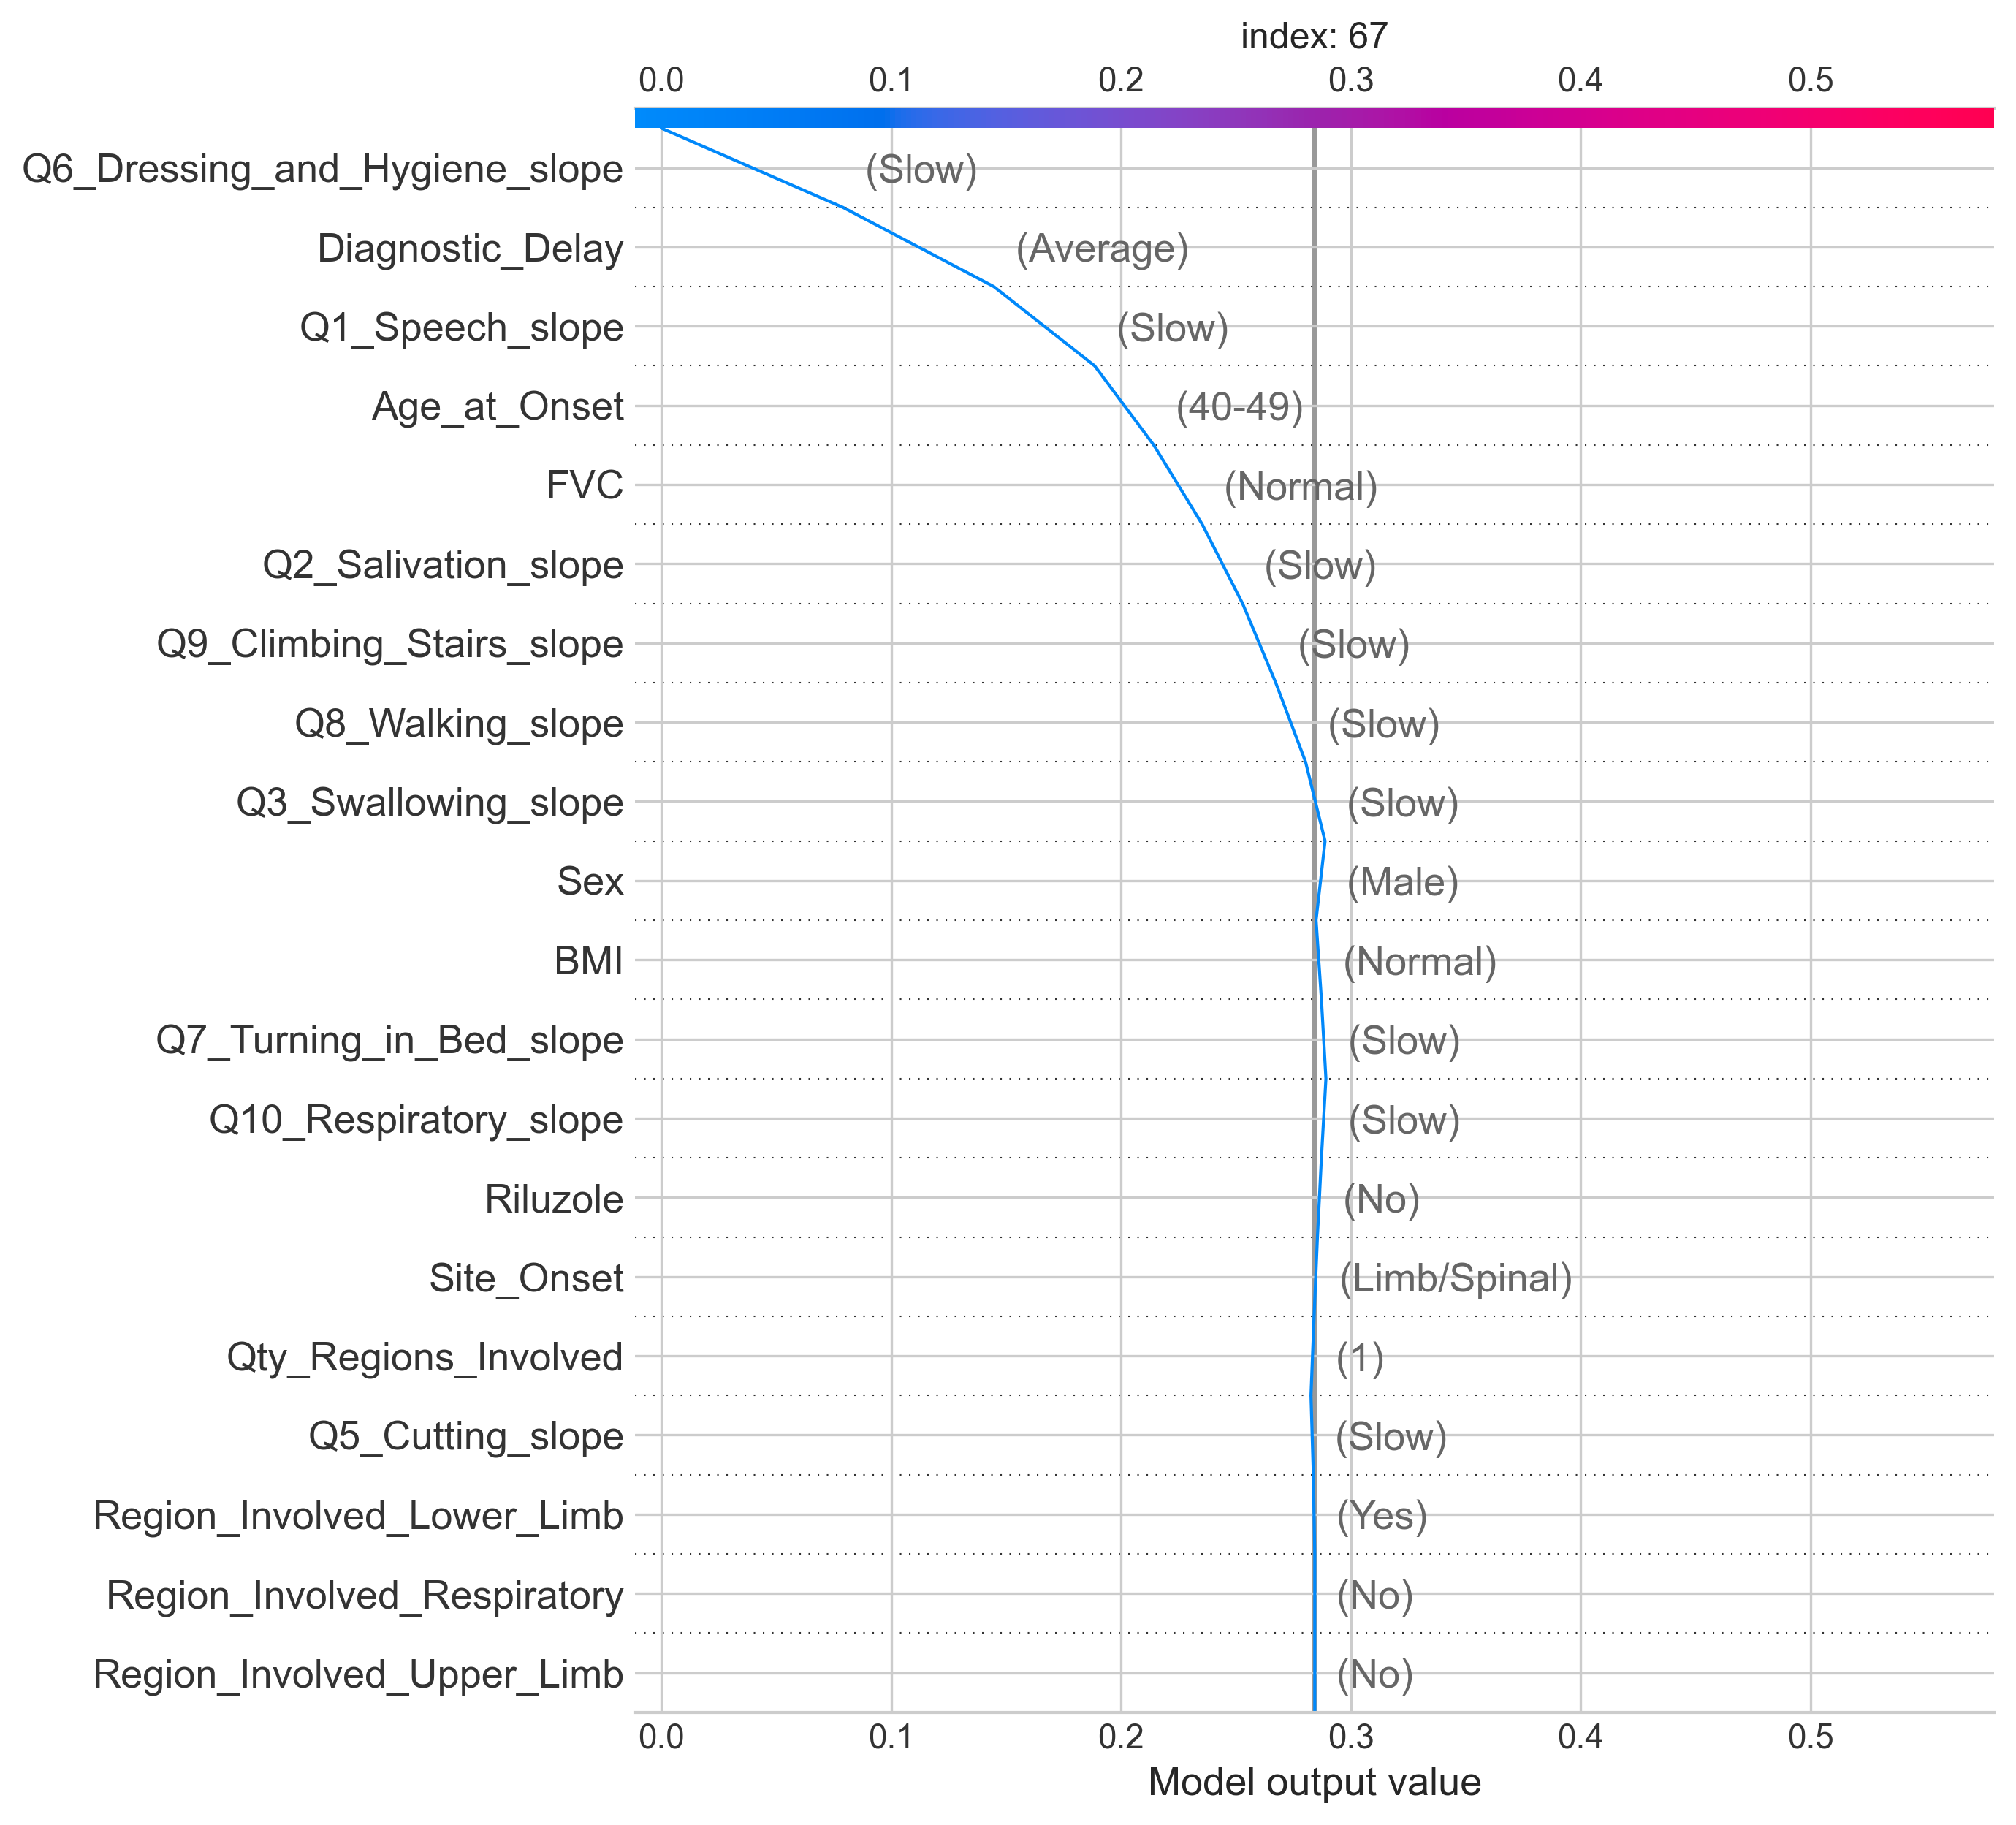 index: 67
0.0 0.1 0.2 0.3 0.4 0.5
Q6_Dressing_and_Hygiene_slope (Slow)
Diagnostic_Delay (Average)
Q1_Speech_slope (Slow)
Age_at_Onset (40-49)
FVC (Normal)
Q2_Salivation_slope (Slow)
Q9_Climbing_Stairs_slope (Slow)
Q8_Walking_slope (Slow)
Q3_Swallowing_slope (Slow)
Sex (Male)
BMI (Normal)
Q7_Turning_in_Bed_slope (Slow)
Q10_Respiratory_slope (Slow)
Riluzole (No)
Site_Onset (Limb/Spinal)
Qty_Regions_Involved (1)
Q5_Cutting_slope (Slow)
Region_Involved_Lower_Limb (Yes)
Region_Involved_Respiratory (No)
Region_Involved_Upper_Limb (No)
0.0 0.1 0.2 0.3 0.4 0.5
Model output value